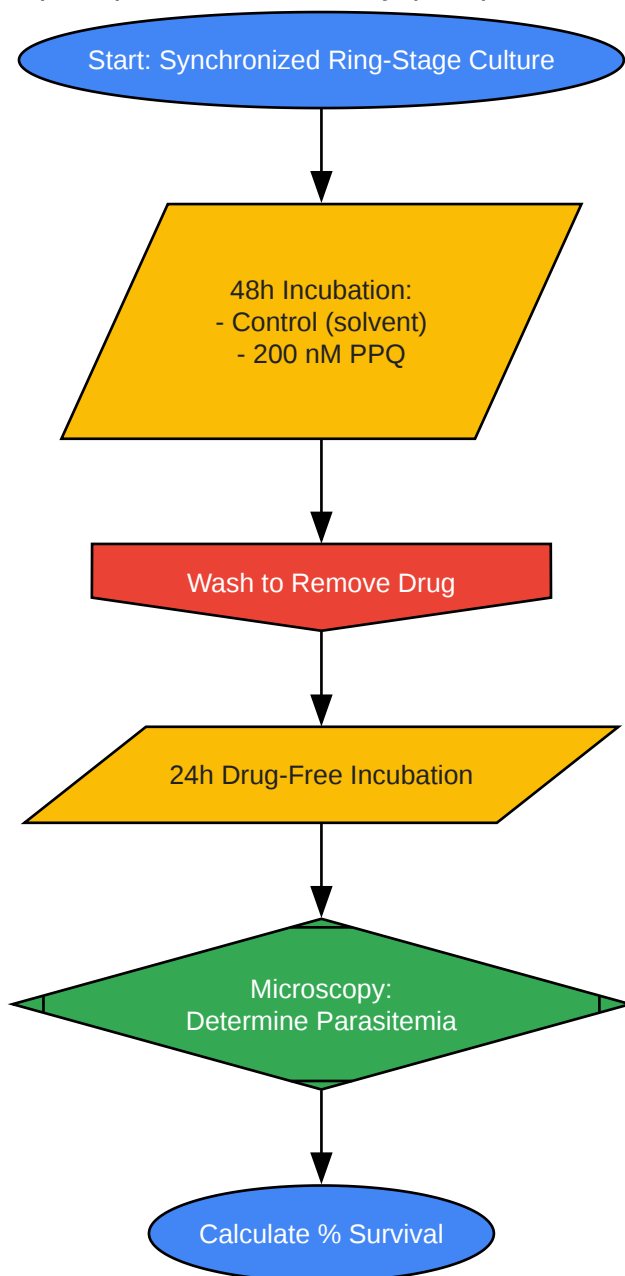 Start: Synchronized Ring-Stage Culture
48h Incubation:
- Control (solvent)
- 200 nM PPQ
Wash to Remove Drug
24h Drug-Free Incubation
Microscopy:
Determine Parasitemia
Calculate % Survival